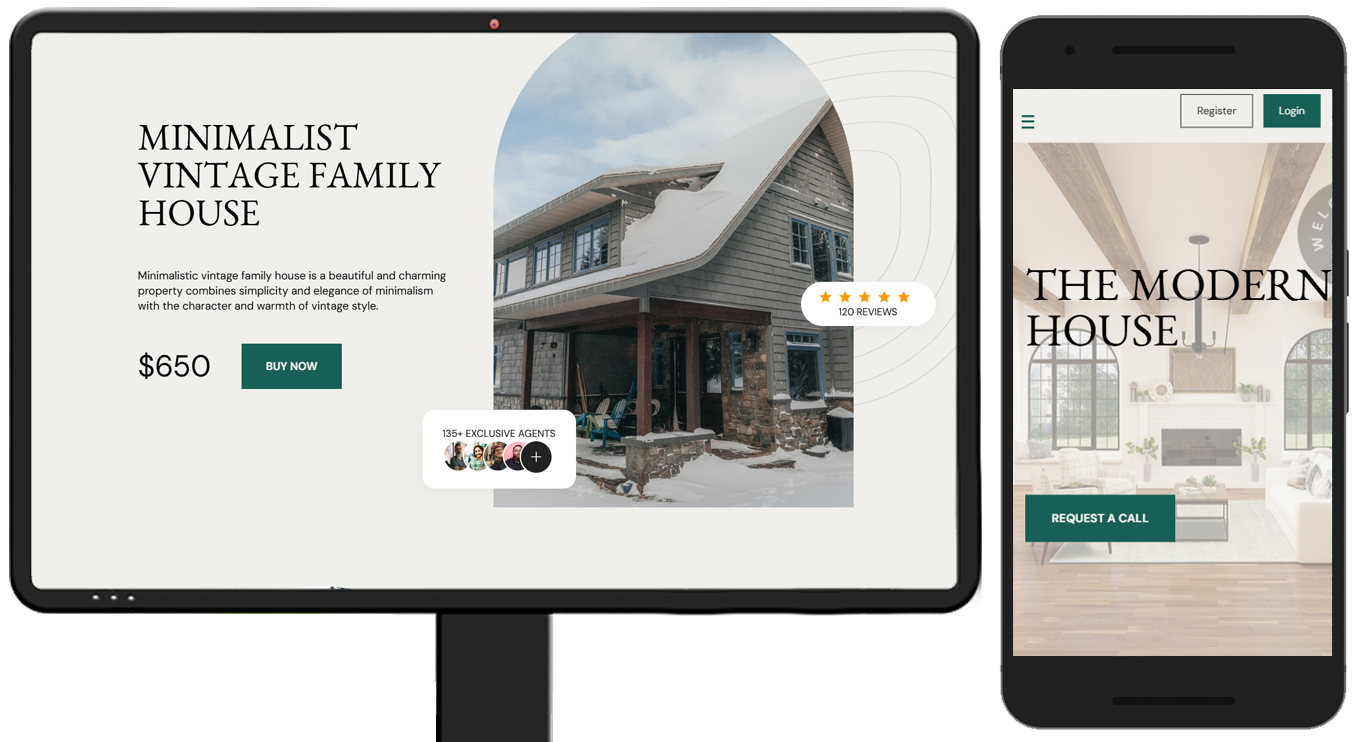 MINIMALIST
VINTAGE FAMILY
HOUSE
Minimalistic vintage family house is a beautiful and charming
property combines simplicity and elegance of minimalism
with the character and warmth of vintage style.
$650
BUY NOW
120 REVIEWS
135+ EXCLUSIVE AGENTS
Register
Login
WELC
THE MODERN
HOUSE
REQUEST A CALL